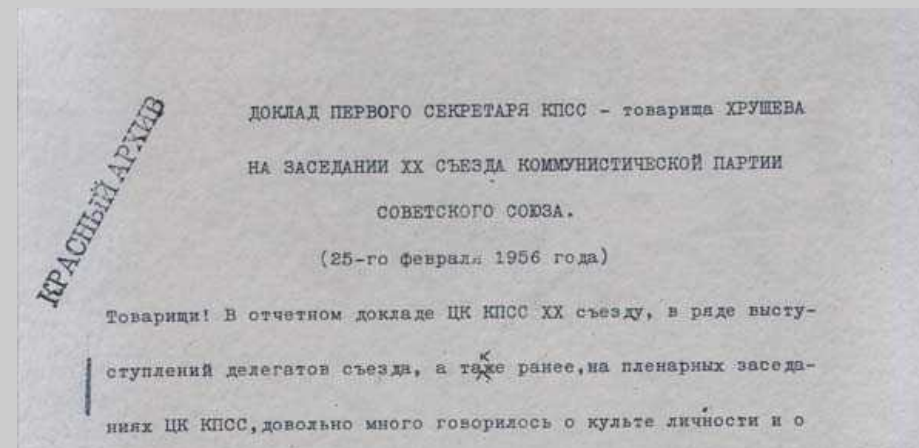 КРАСНЫЙ АРХИВ
ДОКЛАД ПЕРВОГО СЕКРЕТАРЯ КПСС - товарища ХРУШЕВА
НА ЗАСЕДАНИИ XX СЪЕЗДА КОММУНИСТИЧЕСКОЙ ПАРТИИ
СОВЕТСКОГО СОЮЗА.
(25-го февраля 1956 года)
Товарищи! В отчетном докладе ЦК КПСС XX съезду, в ряде высту-
ступлений делегатов съезда, а также ранее,на пленарных заседа-
ниях ЦК КПСС,довольно много говорилось о культе личности и о